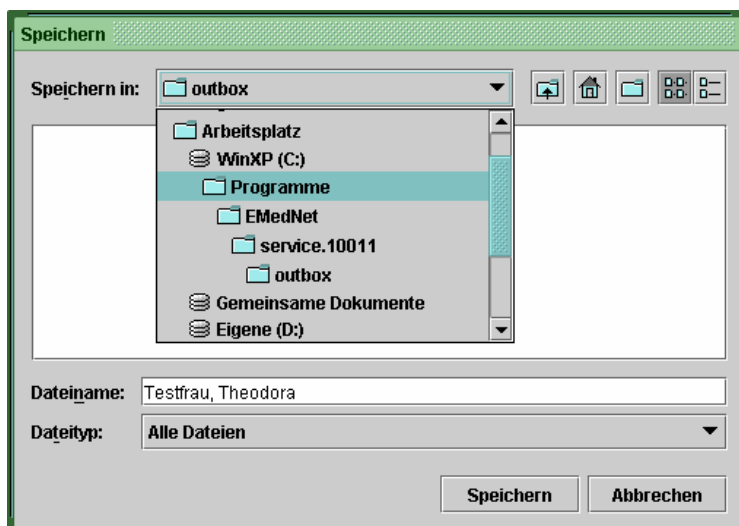 Speichern
Speichern in: outbox
Arbeitsplatz
WinXP (C:)
Programme
EMedNet
service.10011
outbox
Gemeinsame Dokumente
Eigene (D:)
Dateiname: Testfrau, Theodora
Dateityp: Alle Dateien
Speichern Abbrechen